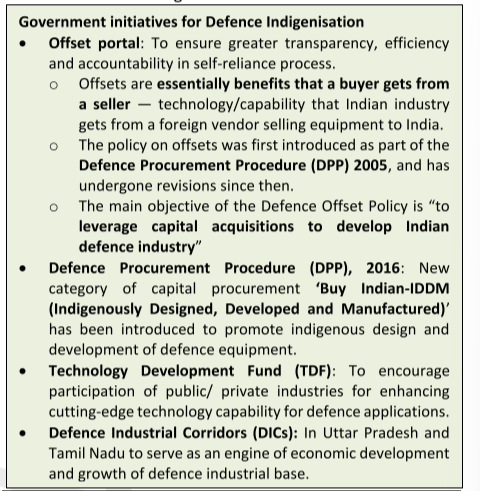 Government initiatives for Defence Indigenisation
• Offset portal: To ensure greater transparency, efficiency
and accountability in self-reliance process.
o Offsets are essentially benefits that a buyer gets from
a seller — technology/capability that Indian industry
gets from a foreign vendor selling equipment to India.
o The policy on offsets was first introduced as part of the
Defence Procurement Procedure (DPP) 2005, and has
undergone revisions since then.
o The main objective of the Defence Offset Policy is “to
leverage capital acquisitions to develop Indian
defence industry”
• Defence Procurement Procedure (DPP), 2016: New
category of capital procurement ‘Buy Indian-IDDM
(Indigenously Designed, Developed and Manufactured)’
has been introduced to promote indigenous design and
development of defence equipment.
• Technology Development Fund (TDF): To encourage
participation of public/ private industries for enhancing
cutting-edge technology capability for defence applications.
• Defence Industrial Corridors (DICs): In Uttar Pradesh and
Tamil Nadu to serve as an engine of economic development
and growth of defence industrial base.